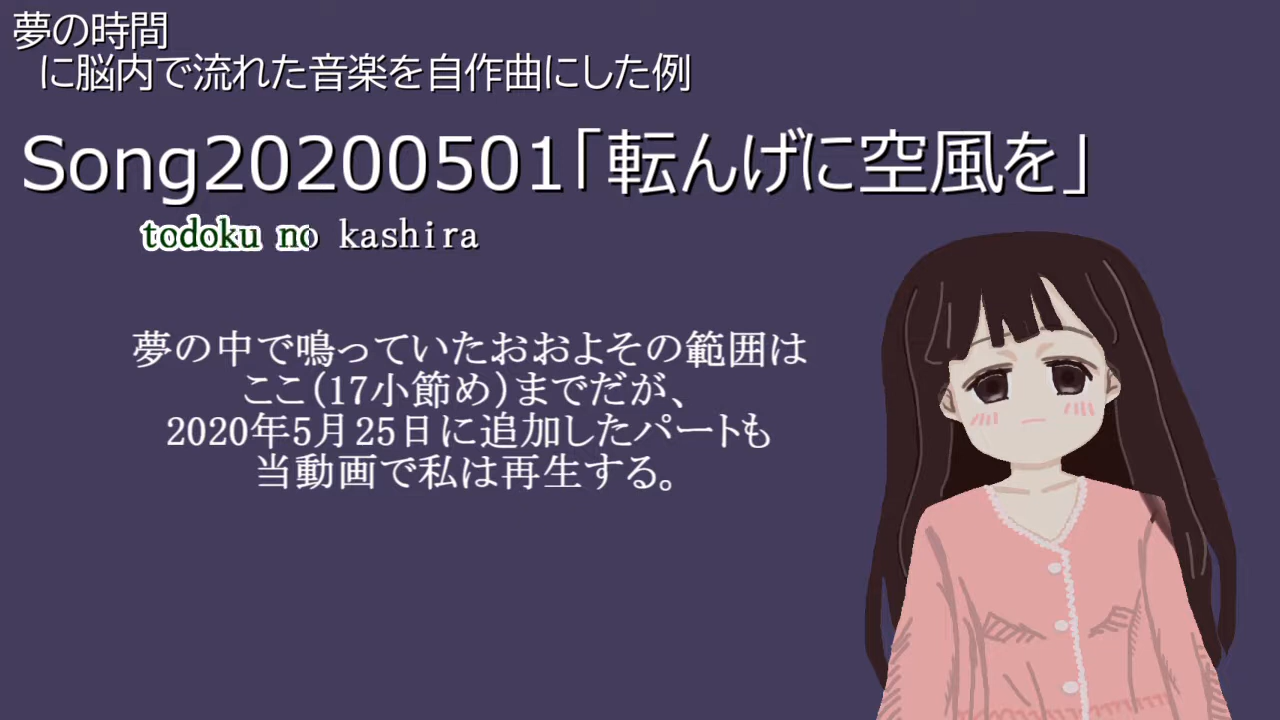 夢の時間
に脳内で流れた音楽を自作曲にした例
Song20200501「転んげに空風を」
todoku no kashira
夢の中で鳴っていたおおよその範囲は
ここ(17小節め)までだが、
2020年5月25日に追加したパートも
当動画で私は再生する。